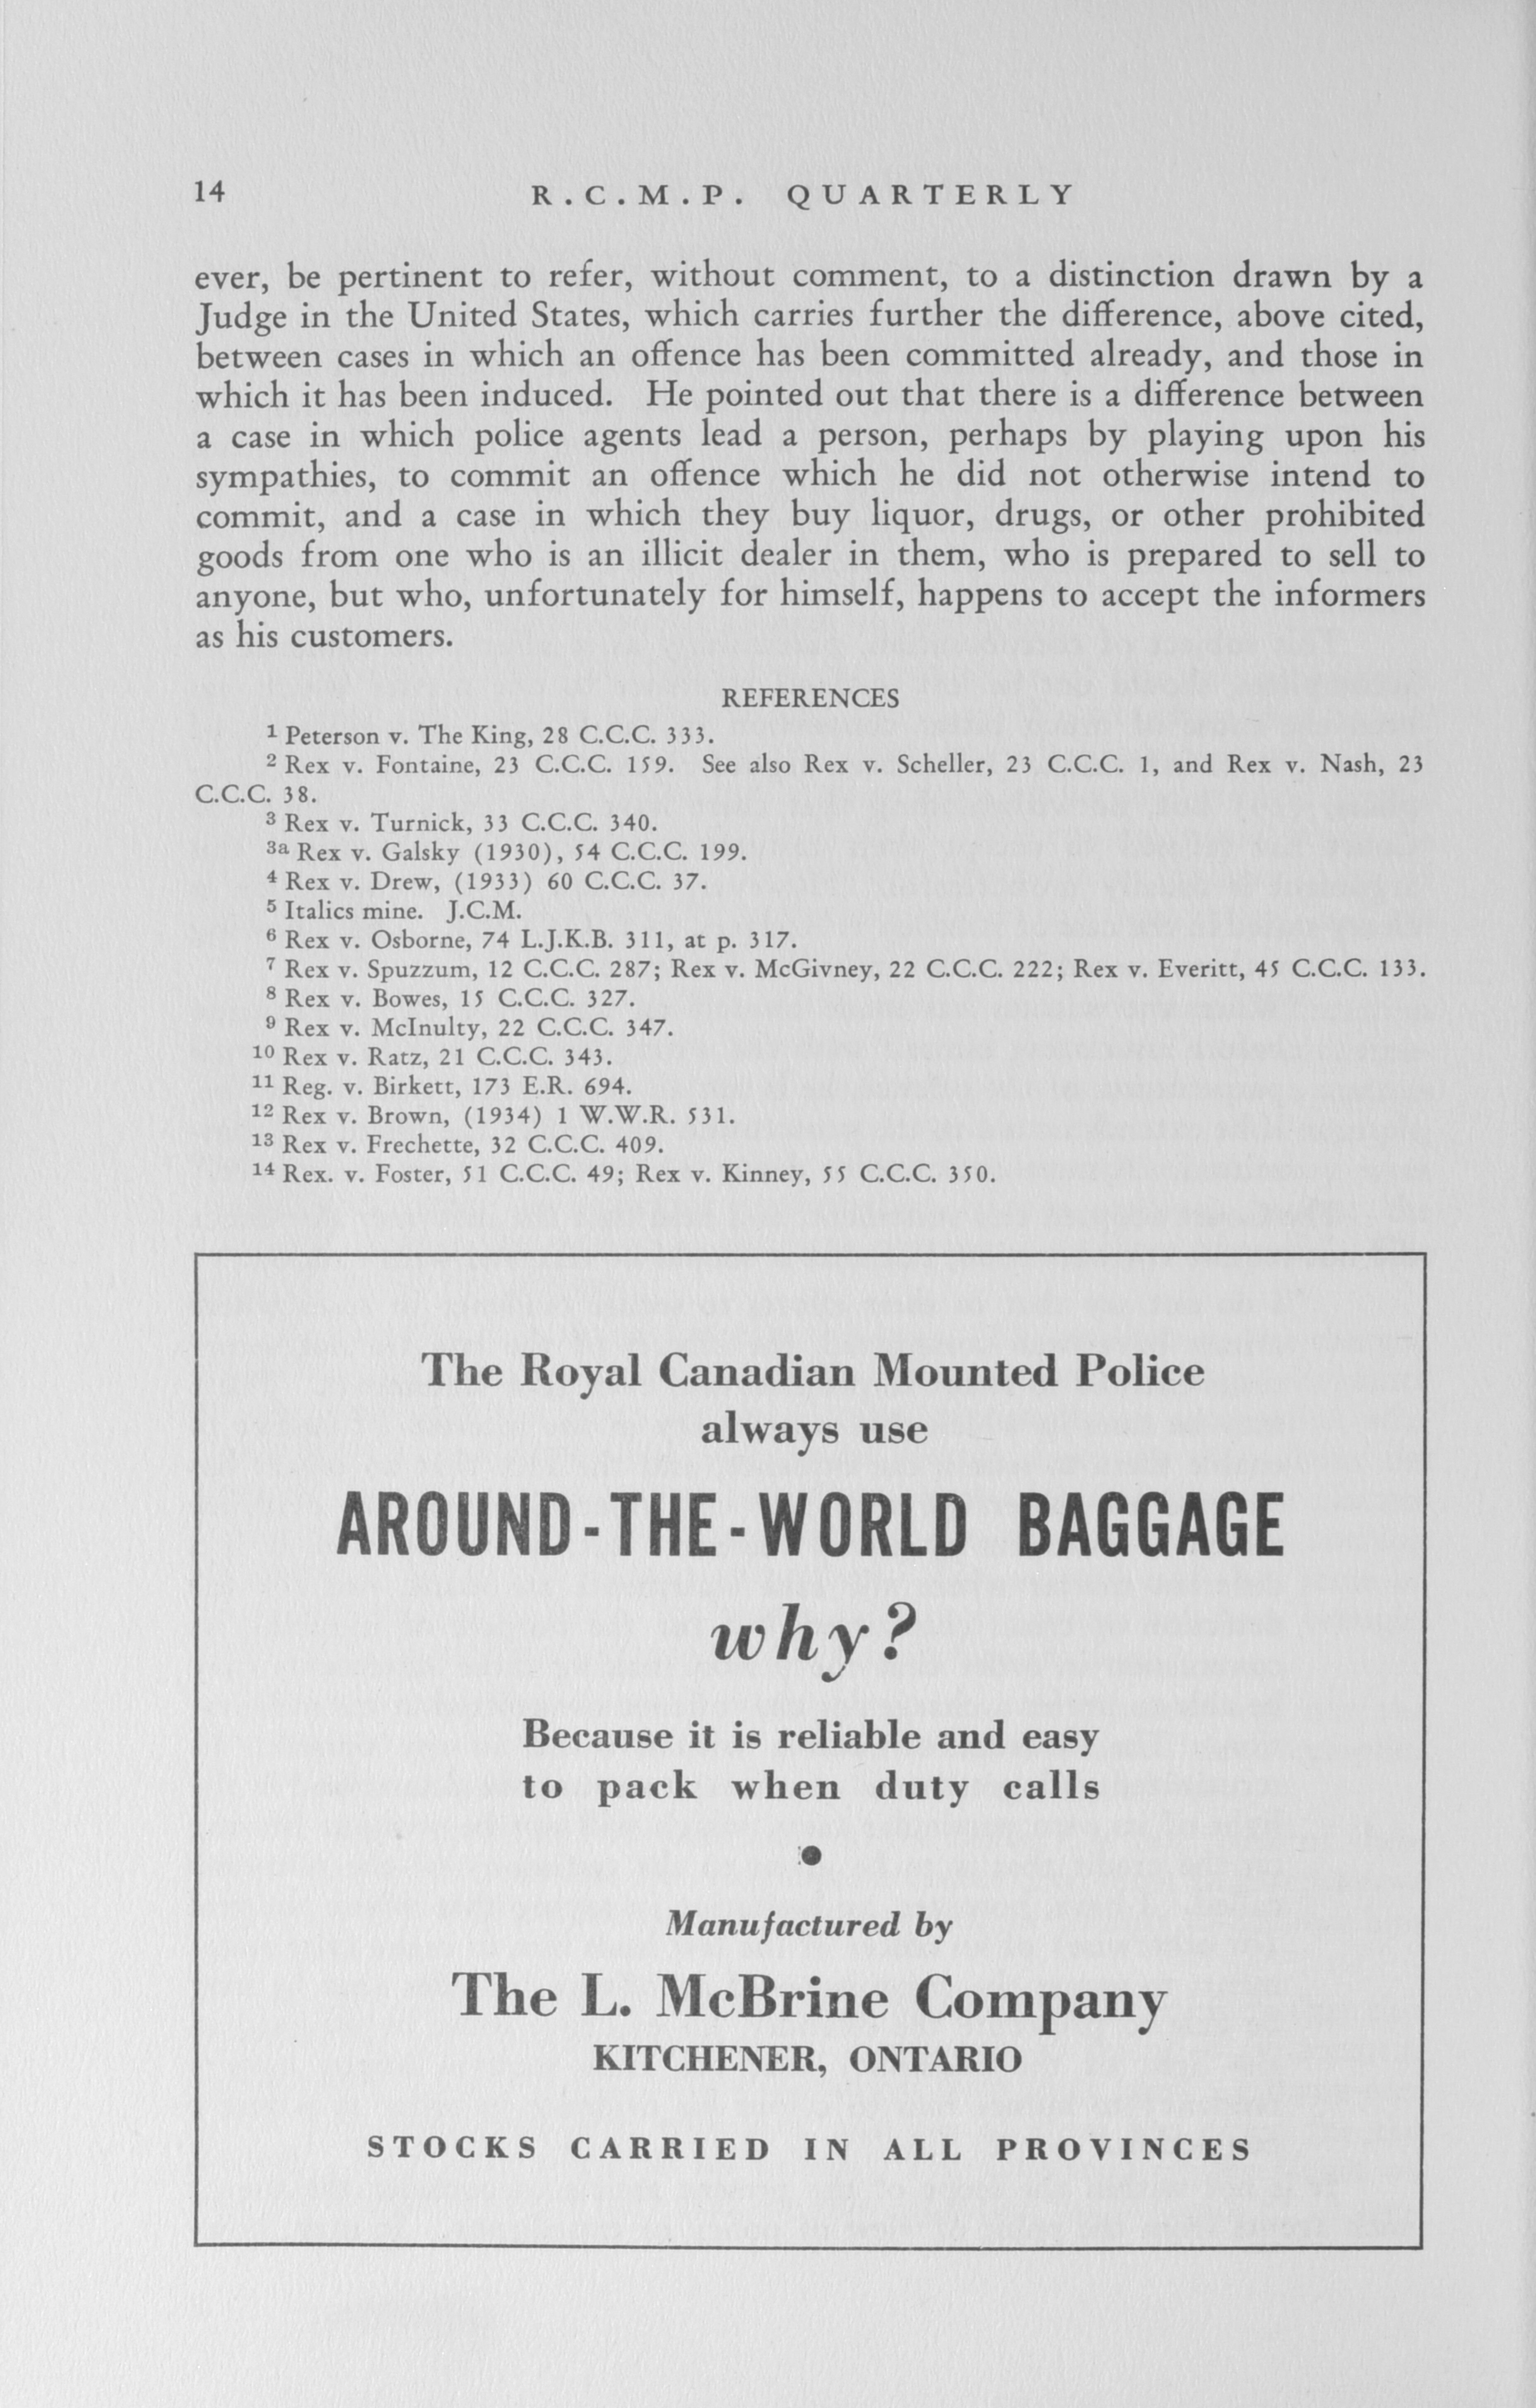 14
R.C.M.P. QUARTERLY
ever, be pertinent to refer, without comment, to a distinction drawn by a
Judge in the United States, which carries further the difference, above cited,
between cases in which an offence has been committed already, and those in
which it has been induced. He pointed out that there is a difference between
a case in which police agents lead a person, perhaps by playing upon his
sympathies, to commit an offence which he did not otherwise intend to
commit, and a case in which they buy liquor, drugs, or other prohibited
goods from one who is an illicit dealer in them, who is prepared to sell to
anyone, but who, unfortunately for himself, happens to accept the informers
as his customers.
REFERENCES
1 Peterson v. The King, 28 C.C.C. 333.
2 Rex v. Fontaine, 23 C.C.C. 159. See also Rex v. Scheller, 23 C.C.C. 1, and Rex v. Nash, 23
C.C.C. 38.
3 Rex v. Turnick, 33 C.C.C. 340.
3a Rex v. Galsky (1930), 54 C.C.C. 199.
4 Rex v. Drew, (1933) 60 C.C.C. 37.
5 Italics mine. J.C.M.
6 Rex v. Osborne, 74 L.J.K.B. 311, at p. 317.
7 Rex v. Spuzzum, 12 C.C.C. 287; Rex v. McGivney, 22 C.C.C. 222; Rex v. Everitt, 45 C.C.C. 133.
8 Rex v. Bowes, 15 C.C.C. 327.
9 Rex v. McInulty, 22 C.C.C. 347.
10 Rex v. Ratz, 21 C.C.C. 343.
11 Reg. v. Birkett, 173 E.R. 694.
12 Rex v. Brown, (1934) 1 W.W.R. 531.
13 Rex v. Frechette, 32 C.C.C. 409.
14 Rex. v. Foster, 51 C.C.C. 49; Rex v. Kinney, 55 C.C.C. 350.
The Royal Canadian Mounted Police
always use
AROUND-THE-WORLD BAGGAGE
why?
Because it is reliable and easy
to pack when duty calls
Manufactured by
The L. McBrine Company
KITCHENER, ONTARIO
STOCKS CARRIED IN ALL PROVINCES